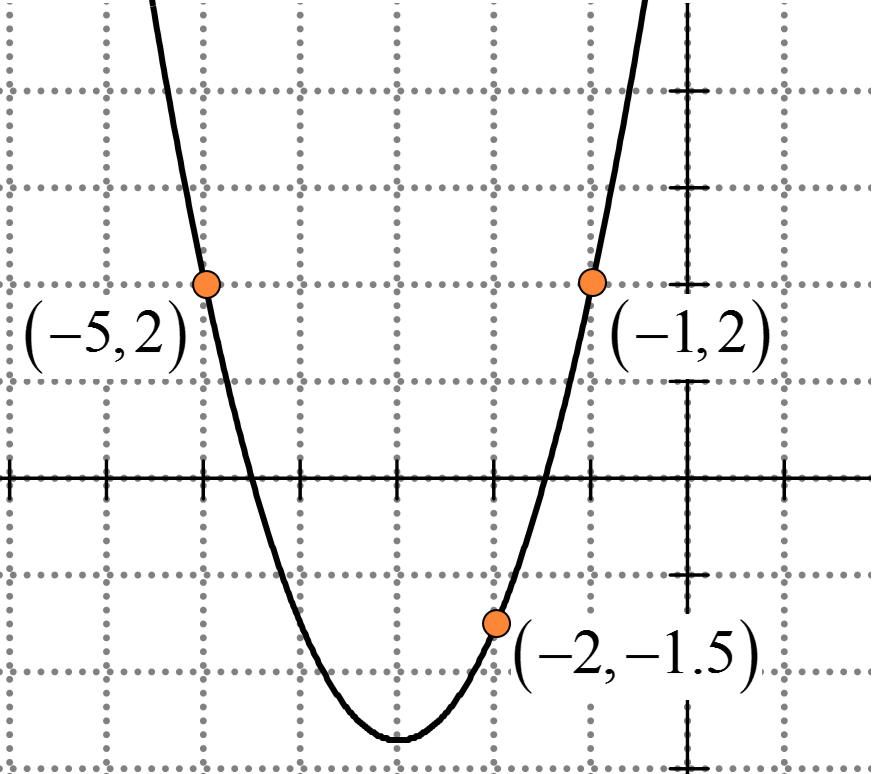 (−5, 2)
(−1, 2)
(−2, −1.5)